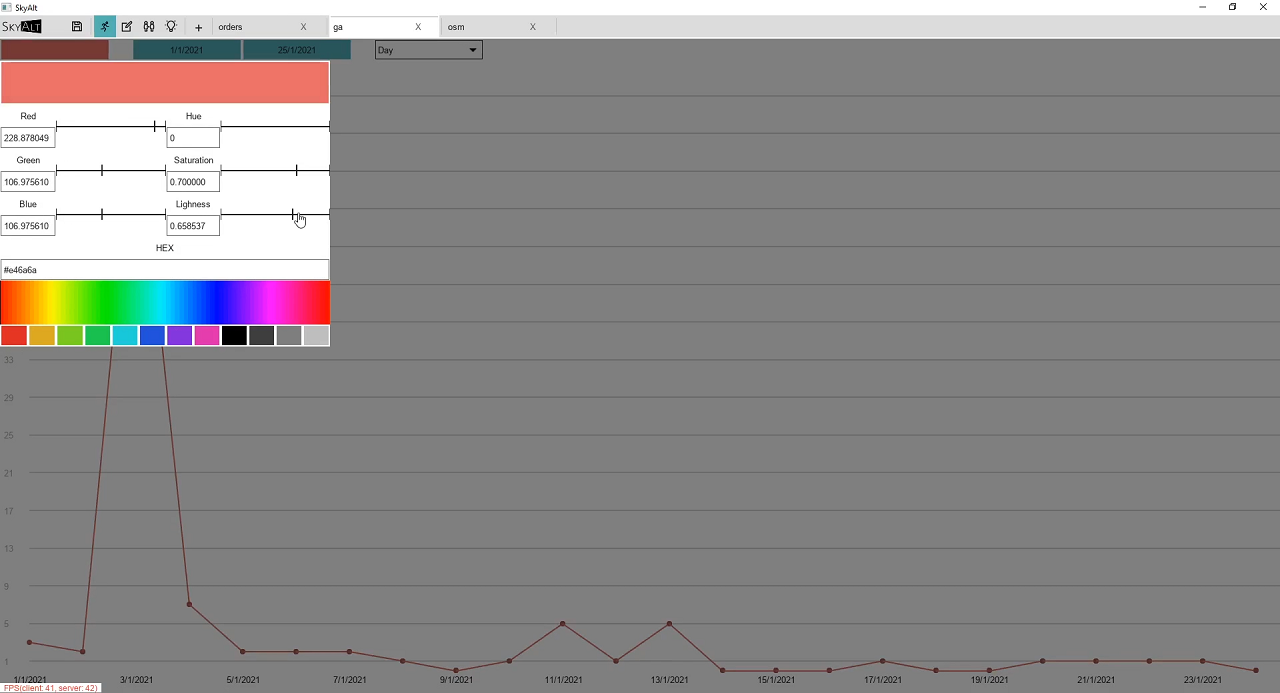 SkyAlt
SKYALT orders X ga X osm X
1/1/2021 25/1/2021 Day
Red Hue
228.878049 0
Green Saturation
106.975610 0.700000
Blue Lighness
106.975610 0.658537
HEX
#e46a6a
33
29
25
21
17
13
9
5
1
1/1/2021 3/1/2021 5/1/2021 7/1/2021 9/1/2021 11/1/2021 13/1/2021 15/1/2021 17/1/2021 19/1/2021 21/1/2021 23/1/2021
FPS(client: 41, server: 42)